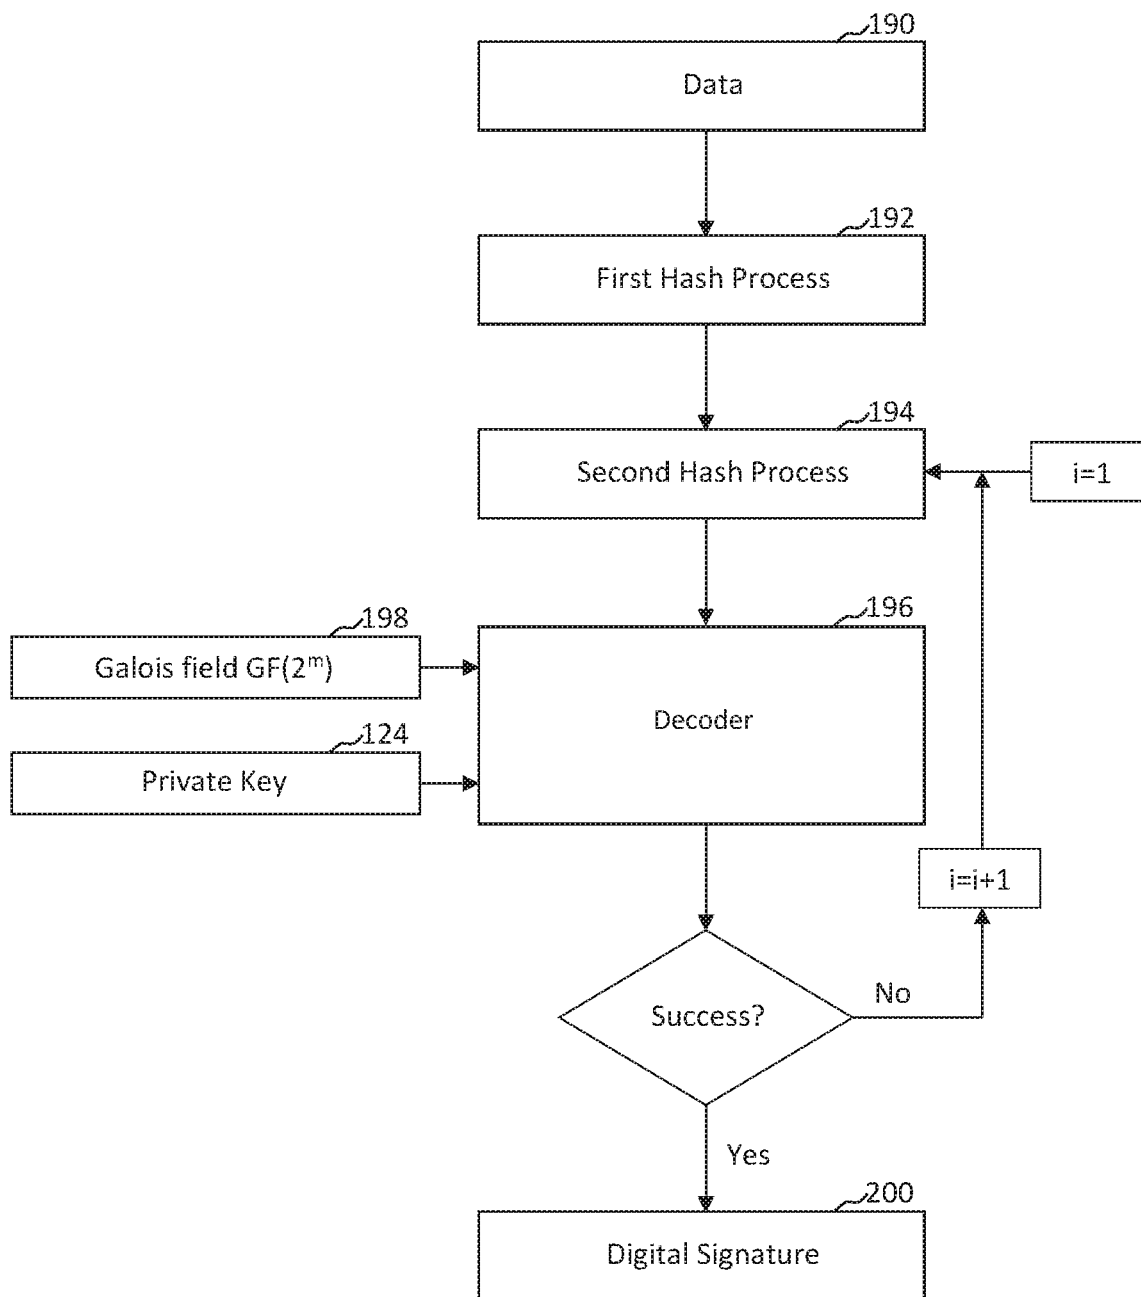 190
Data
192
First Hash Process
194
Second Hash Process
i=1
196
198
Galois field GF(2^m)
Decoder
124
Private Key
i=i+1
Success?
No
Yes
200
Digital Signature